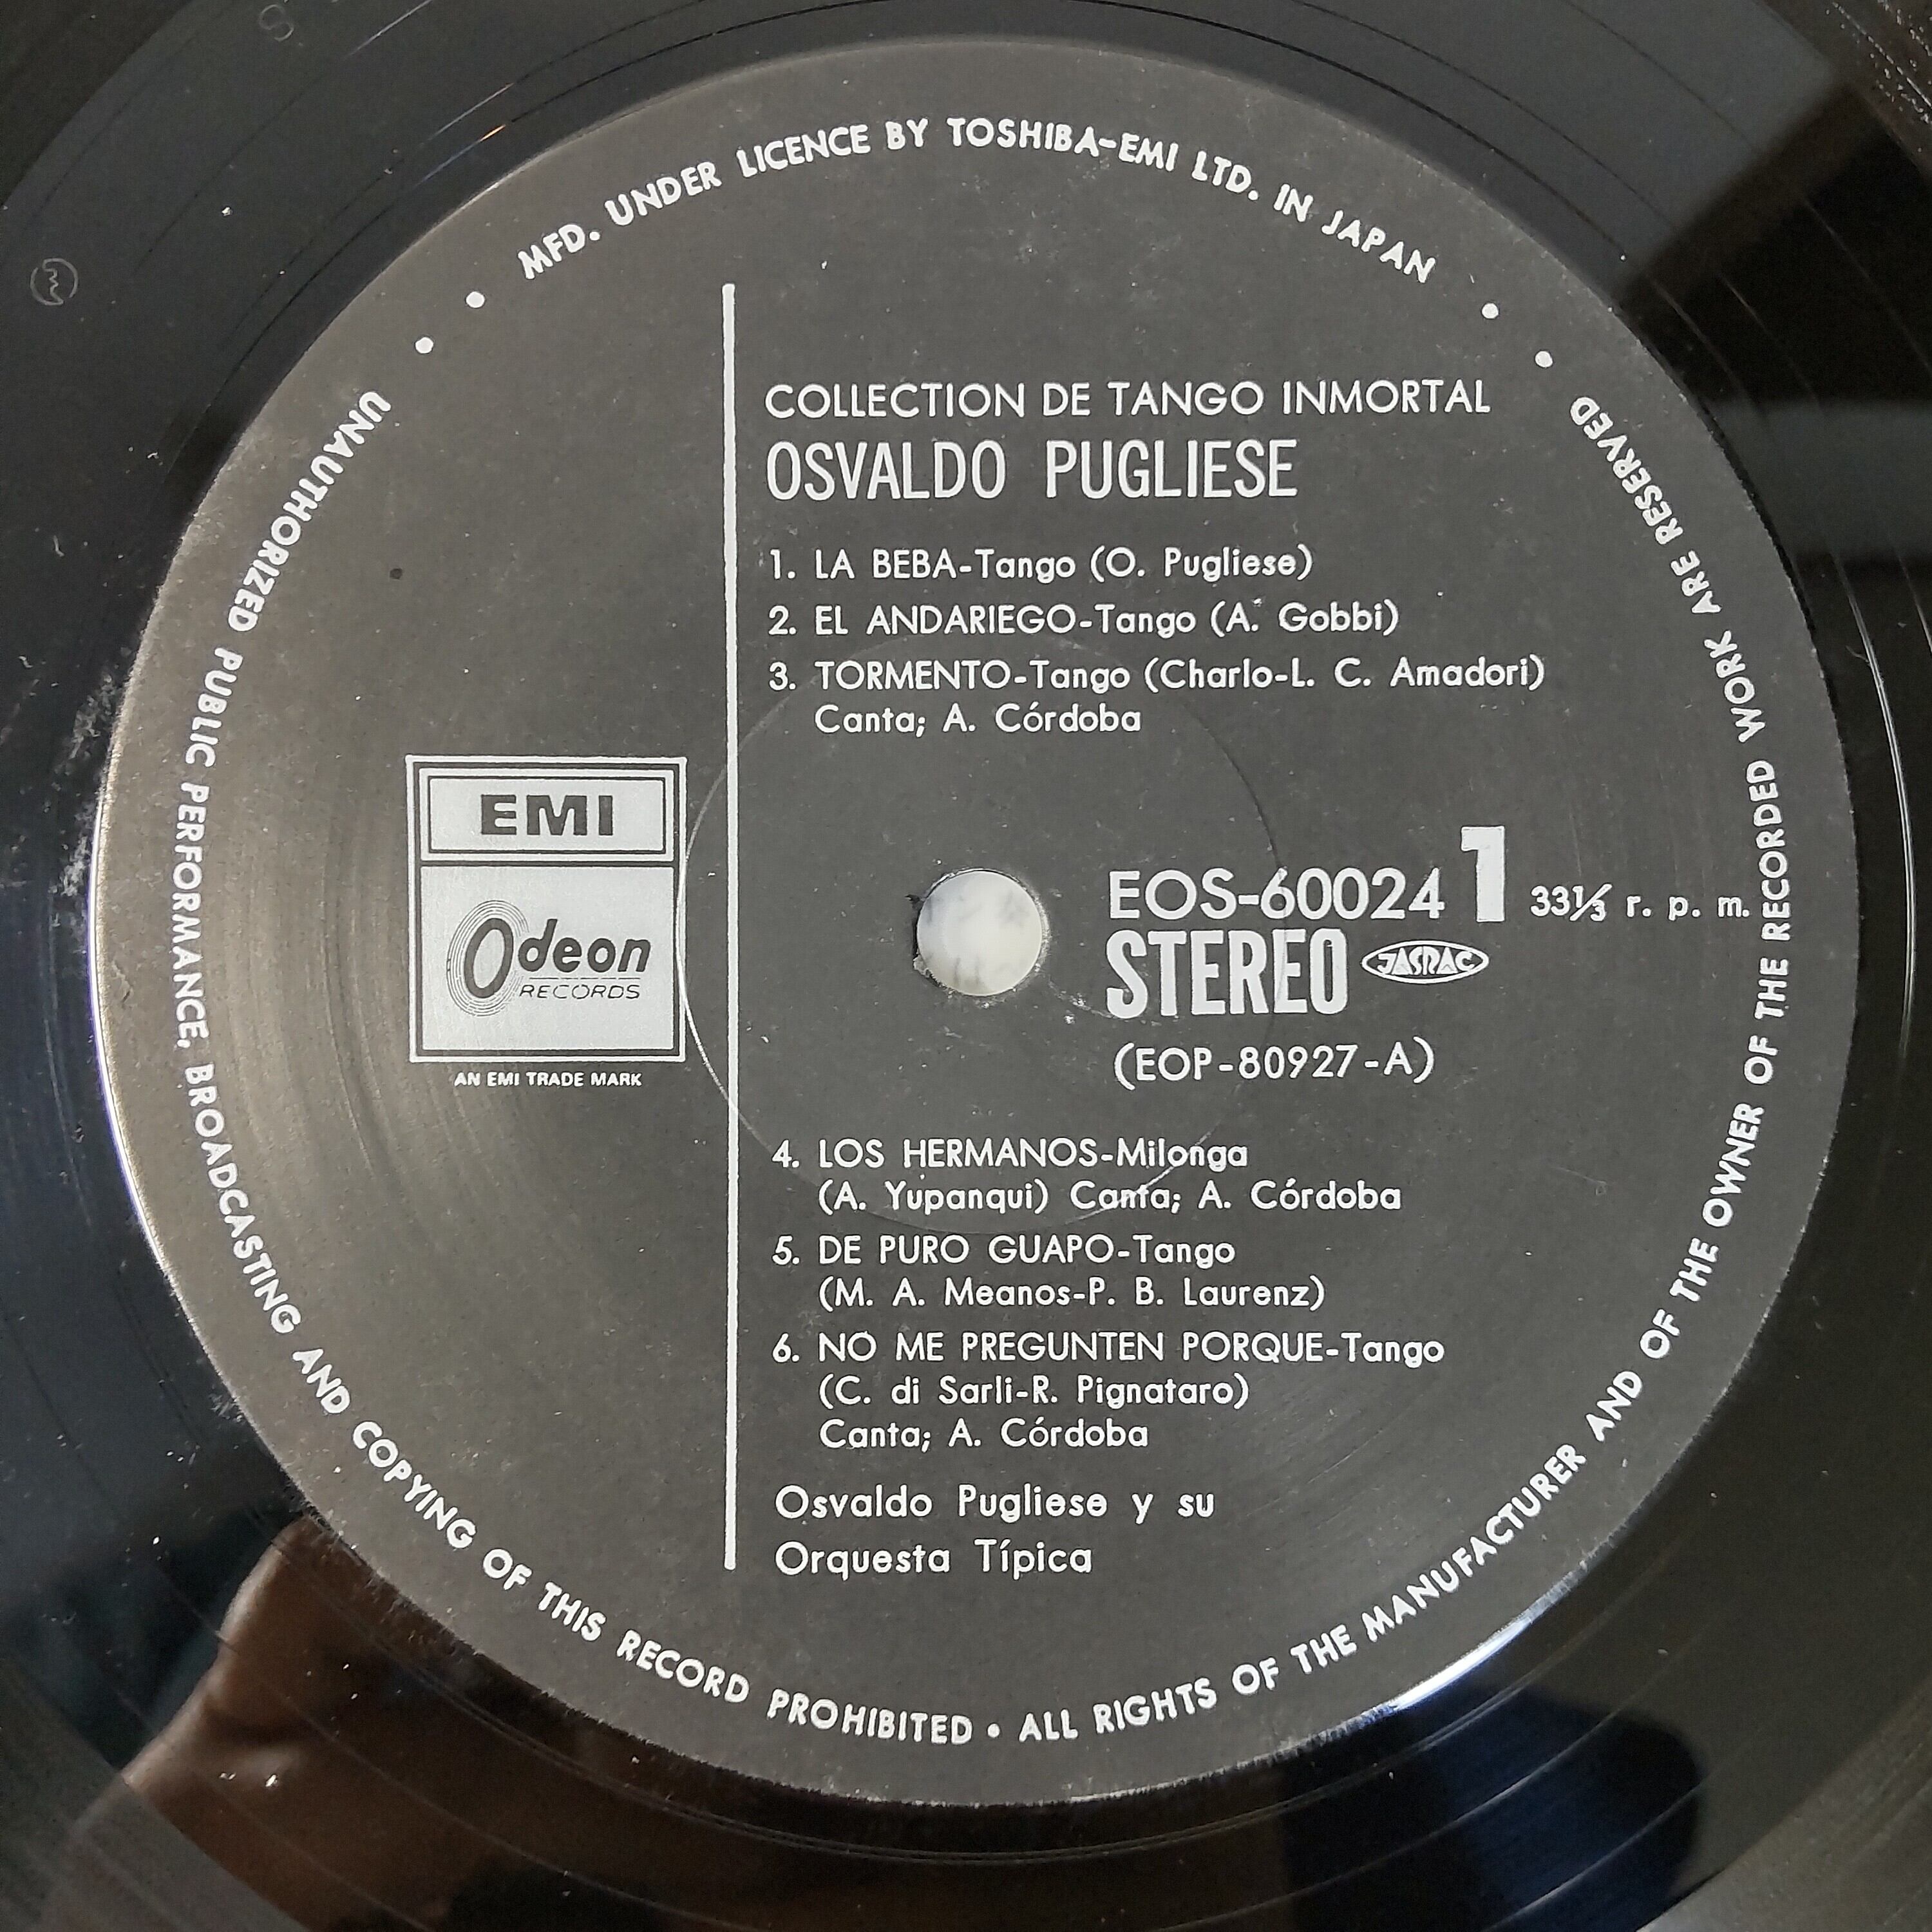 MFD. UNDER LICENCE BY TOSHIBA-EMI LTD. IN JAPAN
COLLECTION DE TANGO INMORTAL
OSVALDO PUGLIESE
1. LA BEBA-Tango (O. Pugliese)
2. EL ANDARIEGO-Tango (A. Gobbi)
3. TORMENTO-Tango (Charlo-L. C. Amadori)
Canta; A. Córdoba
EMI
Odeon
RECORDS
AN EMI TRADE MARK
EOS-60024 1 33⅓ r. p. m.
STEREO JASRAC
(EOP-80927-A)
4. LOS HERMANOS-Milonga
(A. Yupanqui) Canta; A. Córdoba
5. DE PURO GUAPO-Tango
(M. A. Meanos-P. B. Laurenz)
6. NO ME PREGUNTEN PORQUE-Tango
(C. di Sarli-R. Pignataro)
Canta; A. Córdoba
Osvaldo Pugliese y su
Orquesta Típica
UNAUTHORIZED PUBLIC PERFORMANCE, BROADCASTING AND COPYING OF THIS RECORD PROHIBITED • ALL RIGHTS OF THE MANUFACTURER AND OF THE OWNER OF THE RECORDED WORK ARE RESERVED